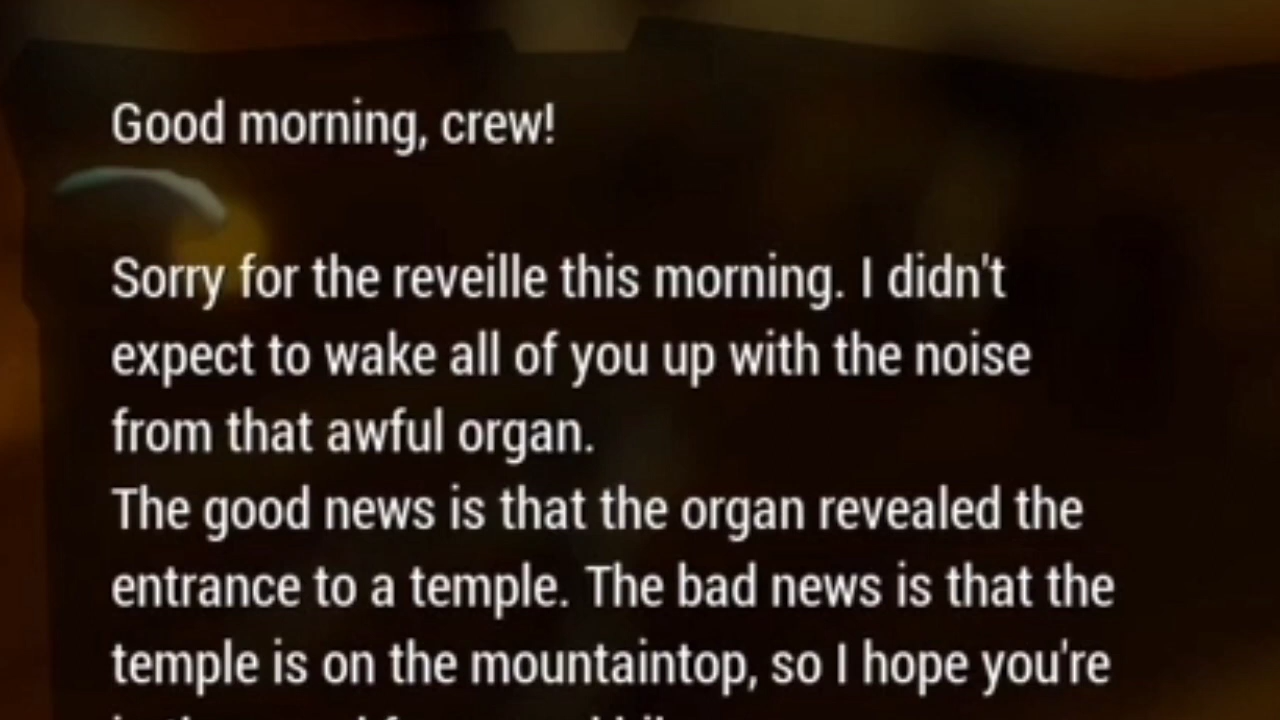 Good morning, crew!
Sorry for the reveille this morning. I didn't
expect to wake all of you up with the noise
from that awful organ.
The good news is that the organ revealed the
entrance to a temple. The bad news is that the
temple is on the mountaintop, so I hope you're